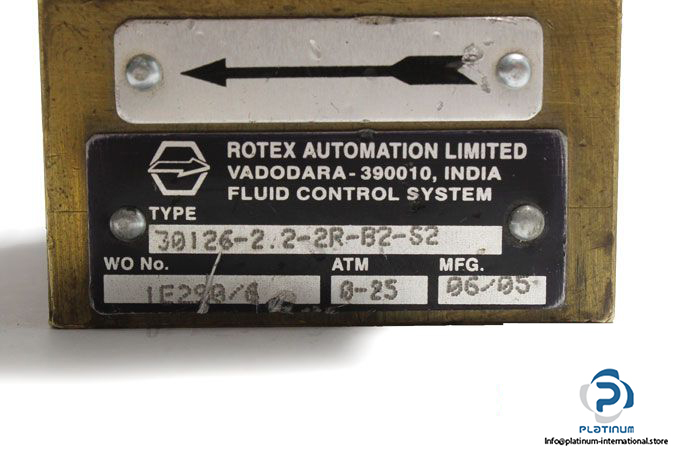 ROTEX AUTOMATION LIMITED
VADODARA - 390010, INDIA
FLUID CONTROL SYSTEM
TYPE
30126-2.2-2R-B2-S2
WO No. ATM MFG.
0-25 06/05
PLATINUM
Info@platinum-international.store